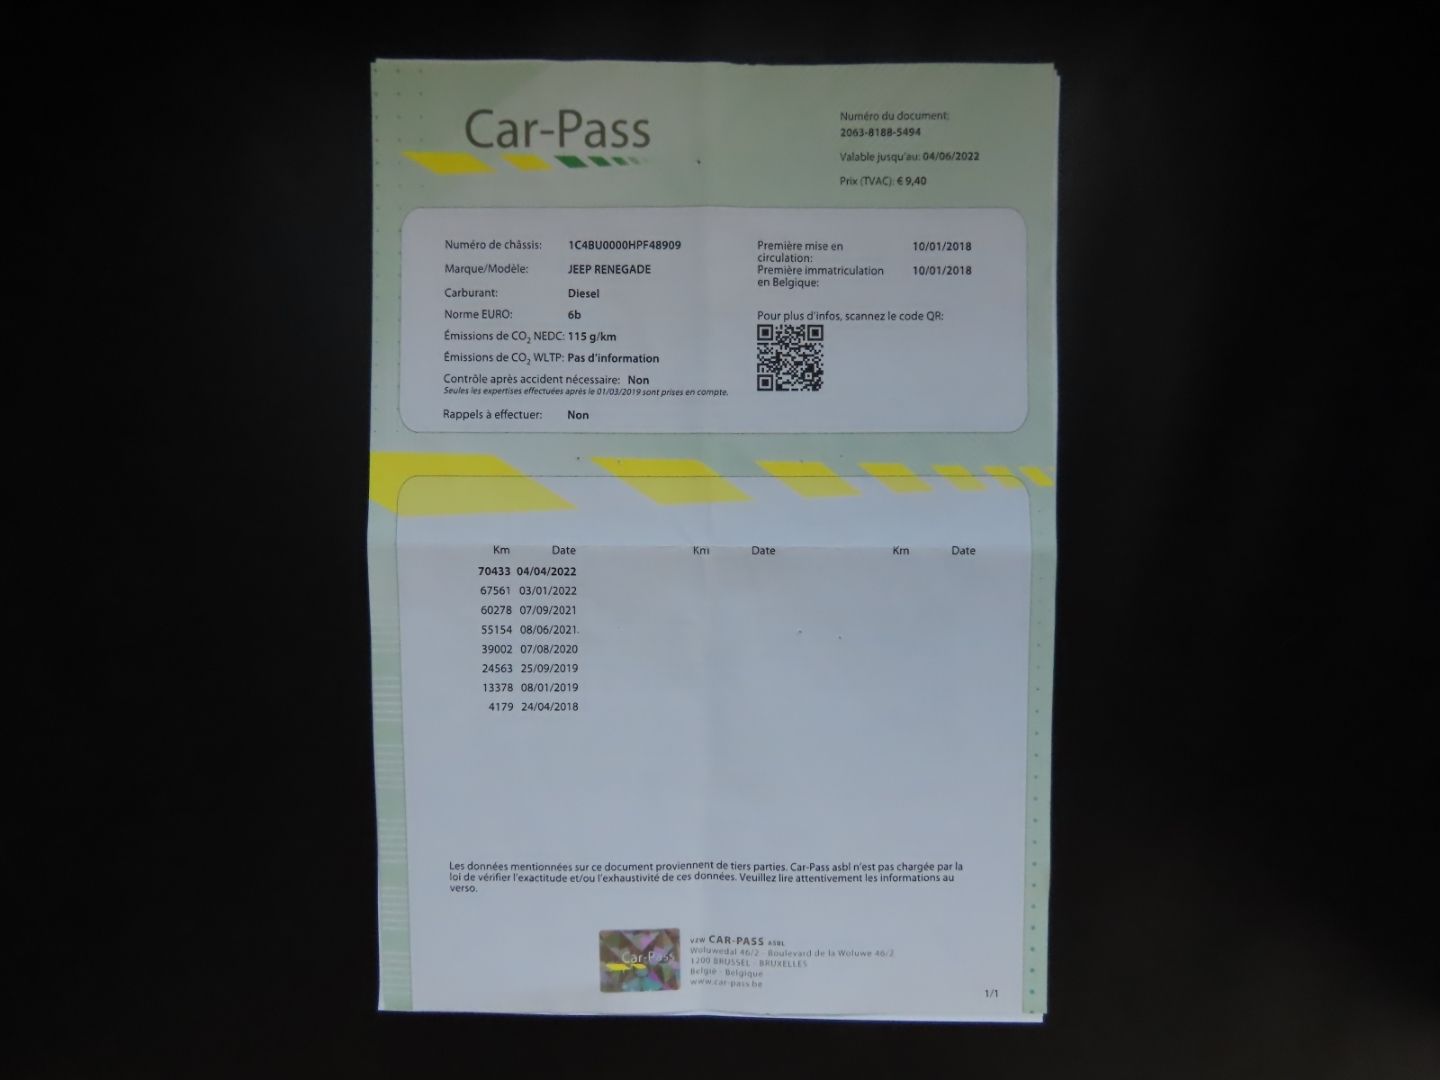 Car-Pass
Numéro du document:
2063-8188-5494
Valable jusqu'au: 04/06/2022
Prix (TVAC): € 9,40
Numéro de châssis: 1C4BU0000HPF48909
Marque/Modèle: JEEP RENEGADE
Carburant: Diesel
Norme EURO: 6b
Émissions de CO₂ NEDC: 115 g/km
Émissions de CO₂ WLTP: Pas d'information
Contrôle après accident nécessaire: Non
Seules les expertises effectuées après le 01/03/2019 sont prises en compte.
Rappels à effectuer: Non
Première mise en
circulation: 10/01/2018
Première immatriculation
en Belgique: 10/01/2018
Pour plus d'infos, scannez le code QR:
Km Date Km Date Km Date
70433 04/04/2022
67561 03/01/2022
60278 07/09/2021
55154 08/06/2021
39002 07/08/2020
24563 25/09/2019
13378 08/01/2019
4179 24/04/2018
Les données mentionnées sur ce document proviennent de tiers parties. Car-Pass asbl n'est pas chargée par la
loi de vérifier l'exactitude et/ou l'exhaustivité de ces données. Veuillez lire attentivement les informations au
verso.
Car-Pass
VZW CAR-PASS ASBL
Woluwedal 46/2 - Boulevard de la Woluwe 46/2
1200 BRUSSEL - BRUXELLES
België - Belgique
www.car-pass.be
1/1